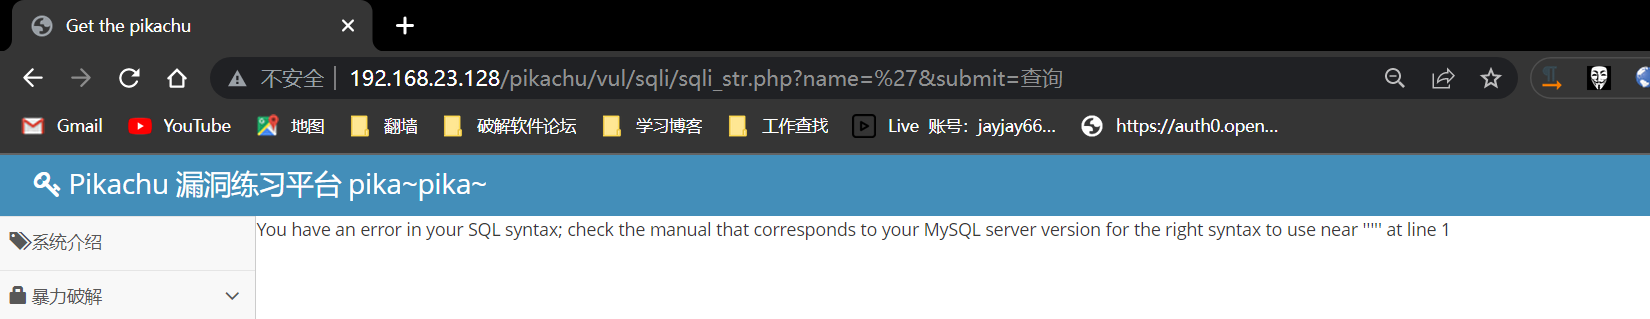 Get the pikachu
不安全 | 192.168.23.128/pikachu/vul/sqli/sqli_str.php?name=%27&submit=查询
Gmail YouTube 地图 翻墙 破解软件论坛 学习博客 工作查找 Live 账号：jayjay66... https://auth0.open...
Pikachu 漏洞练习平台 pika~pika~
系统介绍
You have an error in your SQL syntax; check the manual that corresponds to your MySQL server version for the right syntax to use near ''''' at line 1
暴力破解